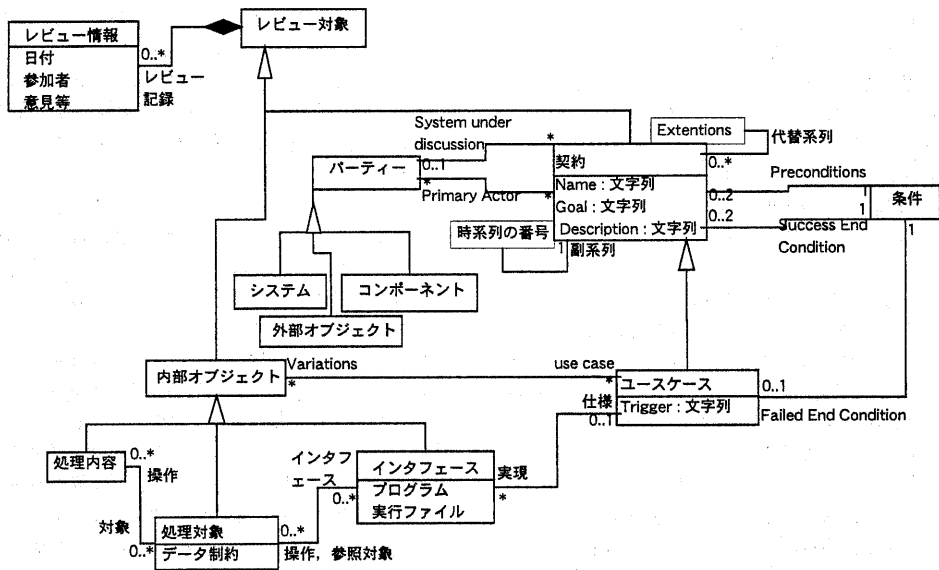 レビュー対象
レビュー情報
日付
参加者
意見等
0..*
レビュー
記録
System under
discussion
*
0..1
パーティー
*
Primary Actor
*
Extentions
代替系列
0..*
契約
Name : 文字列
Goal : 文字列
Description : 文字列
Preconditions
0..2
0..2
1
1
条件
Success End
Condition
1
時系列の番号
1
副系列
システム
コンポーネント
外部オブジェクト
内部オブジェクト
Variations
*
use case
*
ユースケース
Trigger : 文字列
0..1
Failed End Condition
仕様
0..1
処理内容
0..*
操作
インタフ
ェース
0..*
インタフェース
プログラム
実行ファイル
実現
*
対象
0..*
処理対象
データ制約
0..*
操作，参照対象